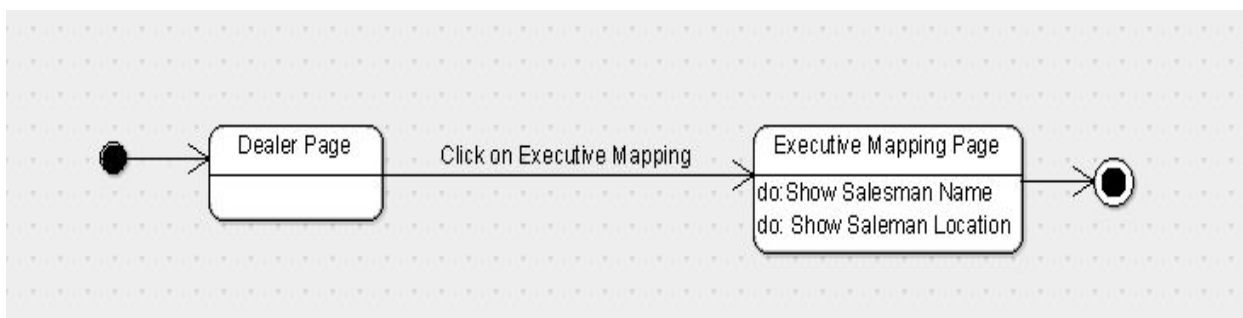 Dealer Page
Click on Executive Mapping
Executive Mapping Page
do:Show Salesman Name
do: Show Saleman Location